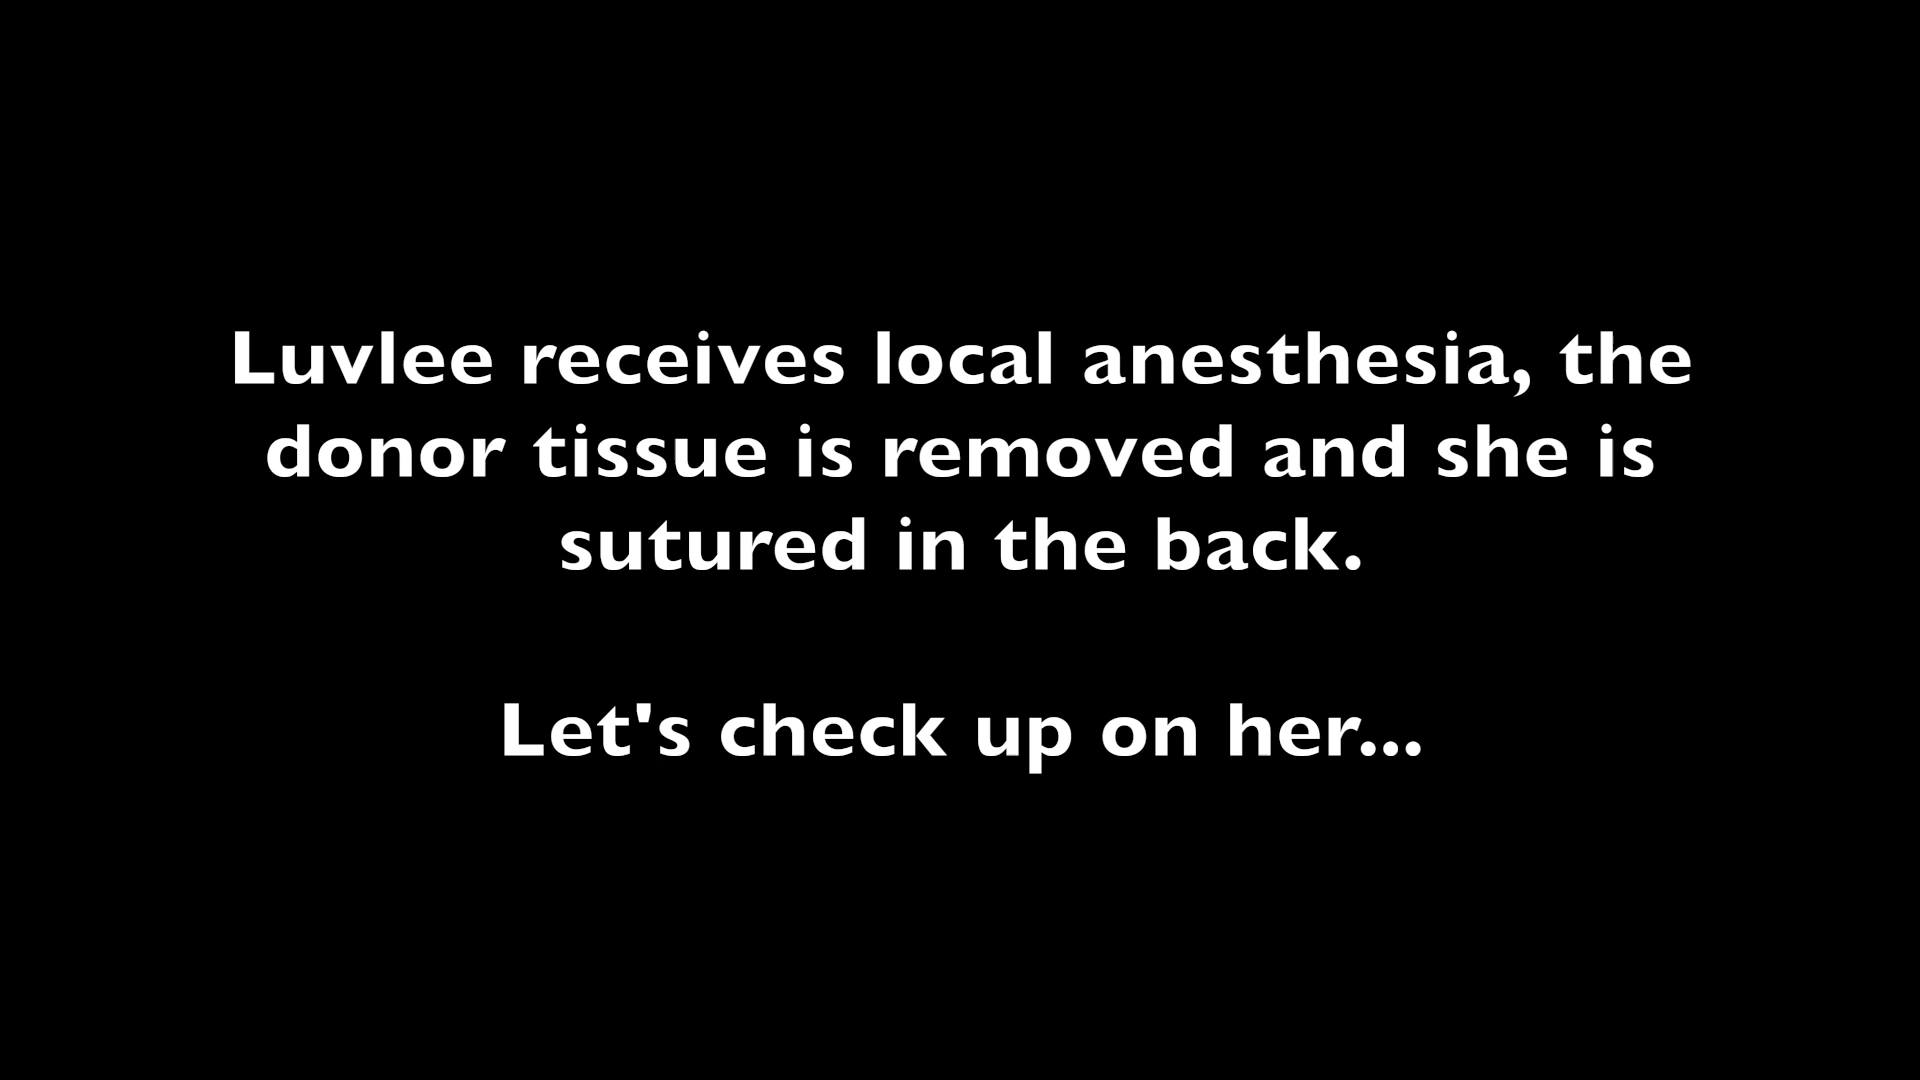 Luvlee receives local anesthesia, the
donor tissue is removed and she is
sutured in the back.
Let's check up on her...